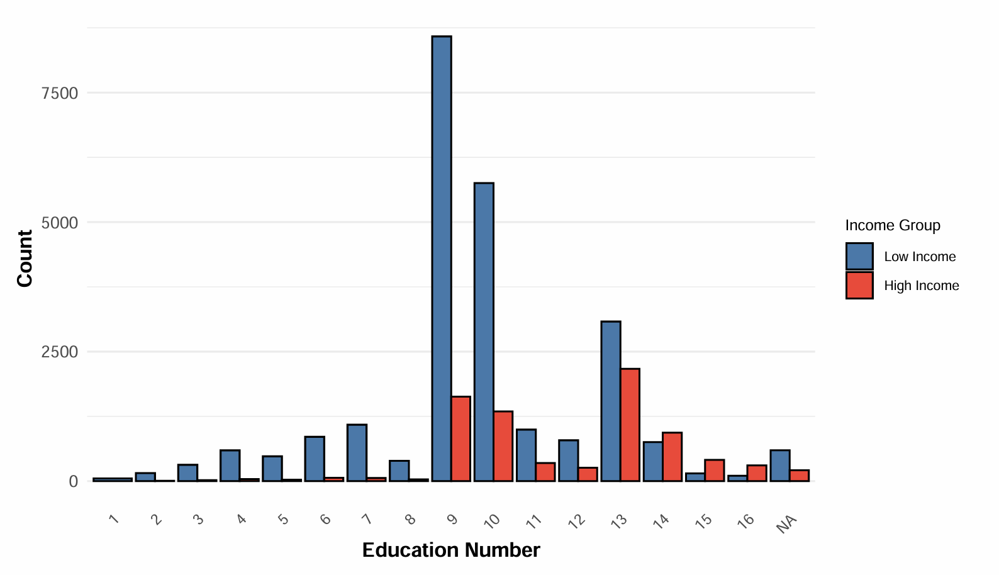 7500
5000
2500
0
Count
1 2 3 4 5 6 7 8 9 10 11 12 13 14 15 16 NA
Education Number
Income Group
Low Income
High Income